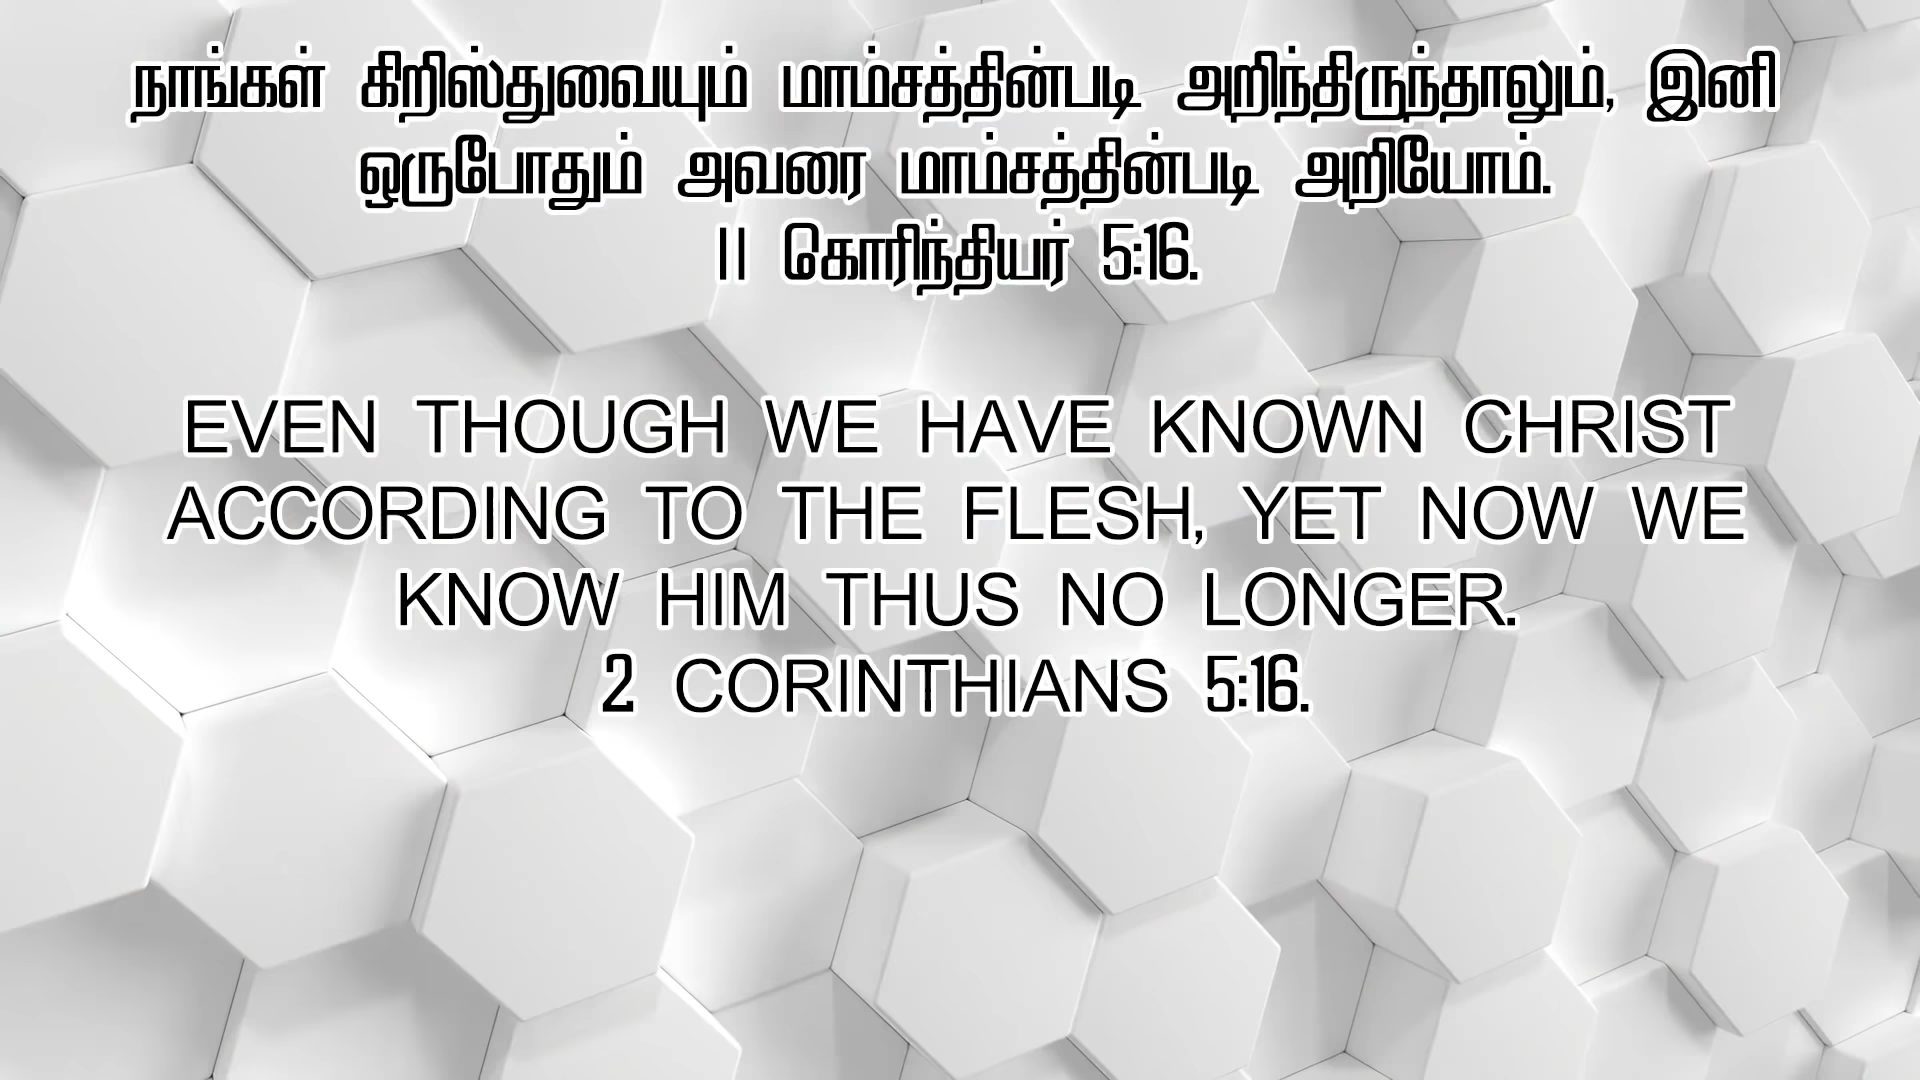 நாங்கள் கிறிஸ்துவையும் மாம்சத்தின்படி அறிந்திருந்தாலும், இனி
ஒருபோதும் அவரை மாம்சத்தின்படி அறியோம்.
II கோரிந்தியர் 5:16.
EVEN THOUGH WE HAVE KNOWN CHRIST
ACCORDING TO THE FLESH, YET NOW WE
KNOW HIM THUS NO LONGER.
2 CORINTHIANS 5:16.